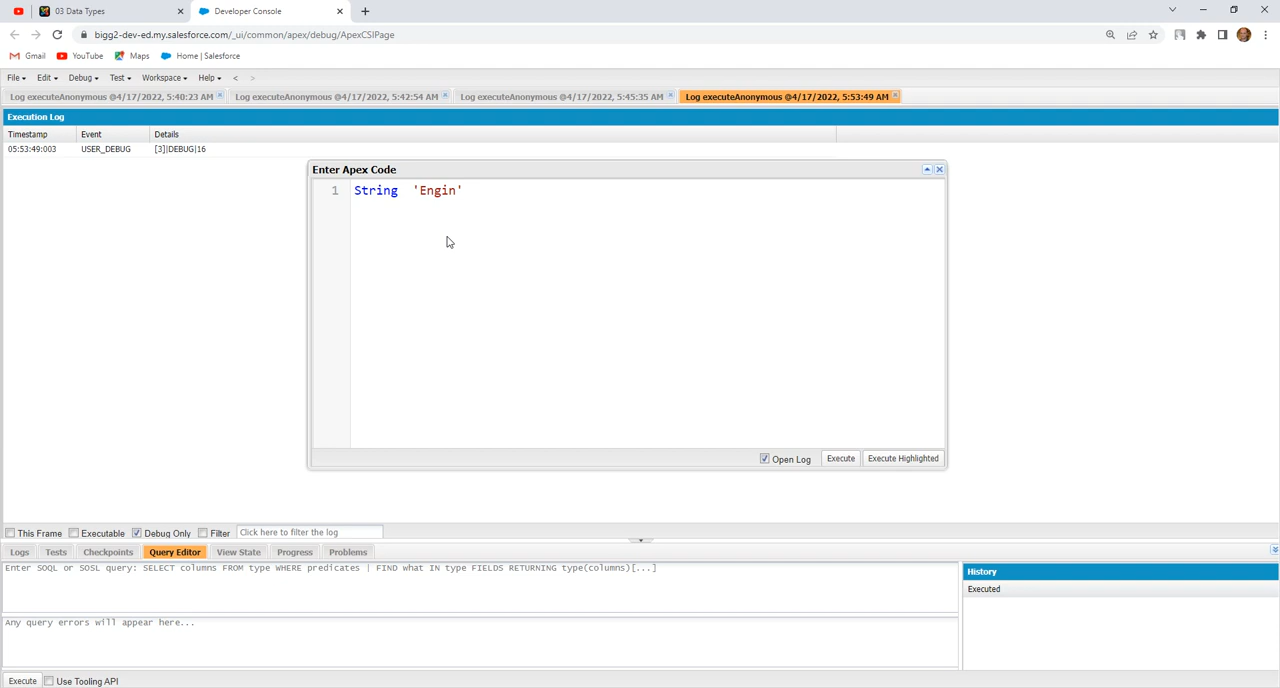 03 Data Types
Developer Console
bigg2-dev-ed.my.salesforce.com/_ui/common/apex/debug/ApexCSIPage
Gmail YouTube Maps Home | Salesforce
File Edit Debug Test Workspace Help < >
Log executeAnonymous @4/17/2022, 5:40:23 AM
Log executeAnonymous @4/17/2022, 5:42:54 AM
Log executeAnonymous @4/17/2022, 5:45:35 AM
Log executeAnonymous @4/17/2022, 5:53:49 AM
Execution Log
Timestamp Event Details
05:53:49:003 USER_DEBUG [3]|DEBUG|16
Enter Apex Code
1 String 'Engin'
Open Log Execute Execute Highlighted
This Frame Executable Debug Only Filter Click here to filter the log
Logs Tests Checkpoints Query Editor View State Progress Problems
Enter SOQL or SOSL query: SELECT columns FROM type WHERE predicates | FIND what IN type FIELDS RETURNING type(columns)[...]
Any query errors will appear here...
History
Executed
Execute Use Tooling API